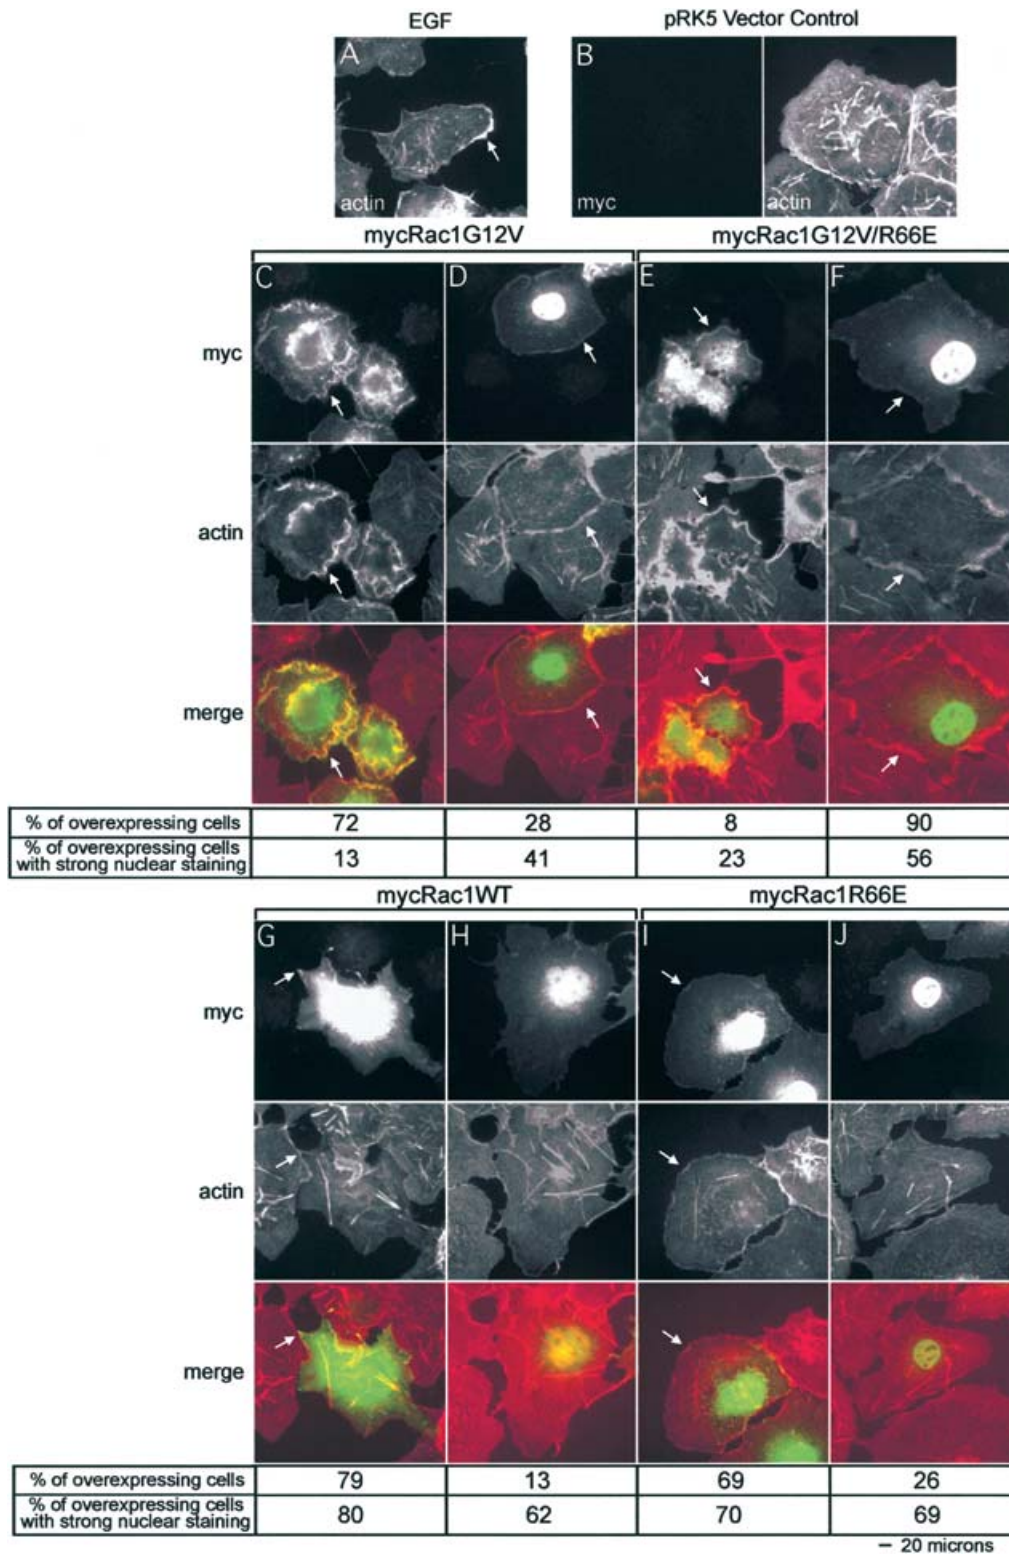 EGF pRK5 Vector Control
A B
actin myc actin
mycRac1G12V mycRac1G12V/R66E
C D E F
myc
actin
merge
% of overexpressing cells 72 28 8 90
% of overexpressing cells
with strong nuclear staining 13 41 23 56
mycRac1WT mycRac1R66E
G H I J
myc
actin
merge
% of overexpressing cells 79 13 69 26
% of overexpressing cells
with strong nuclear staining 80 62 70 69
– 20 microns